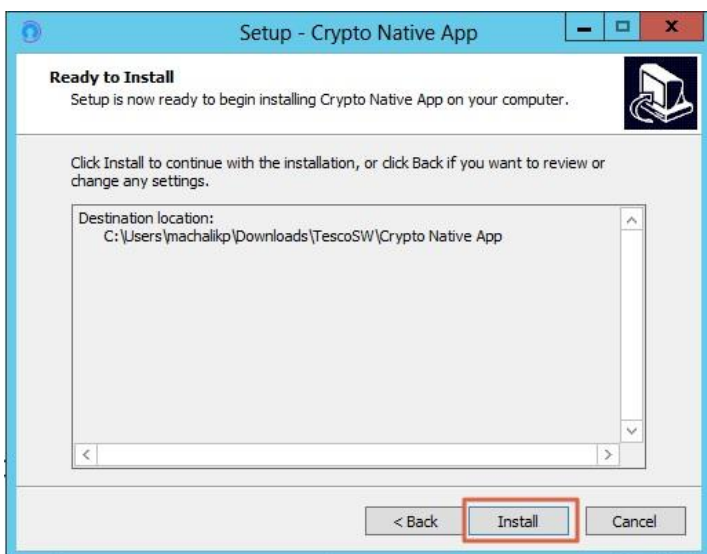 Setup - Crypto Native App
Ready to Install
Setup is now ready to begin installing Crypto Native App on your computer.
Click Install to continue with the installation, or click Back if you want to review or
change any settings.
Destination location:
C:\Users\machalikp\Downloads\TescoSW\Crypto Native App
< Back
Install
Cancel